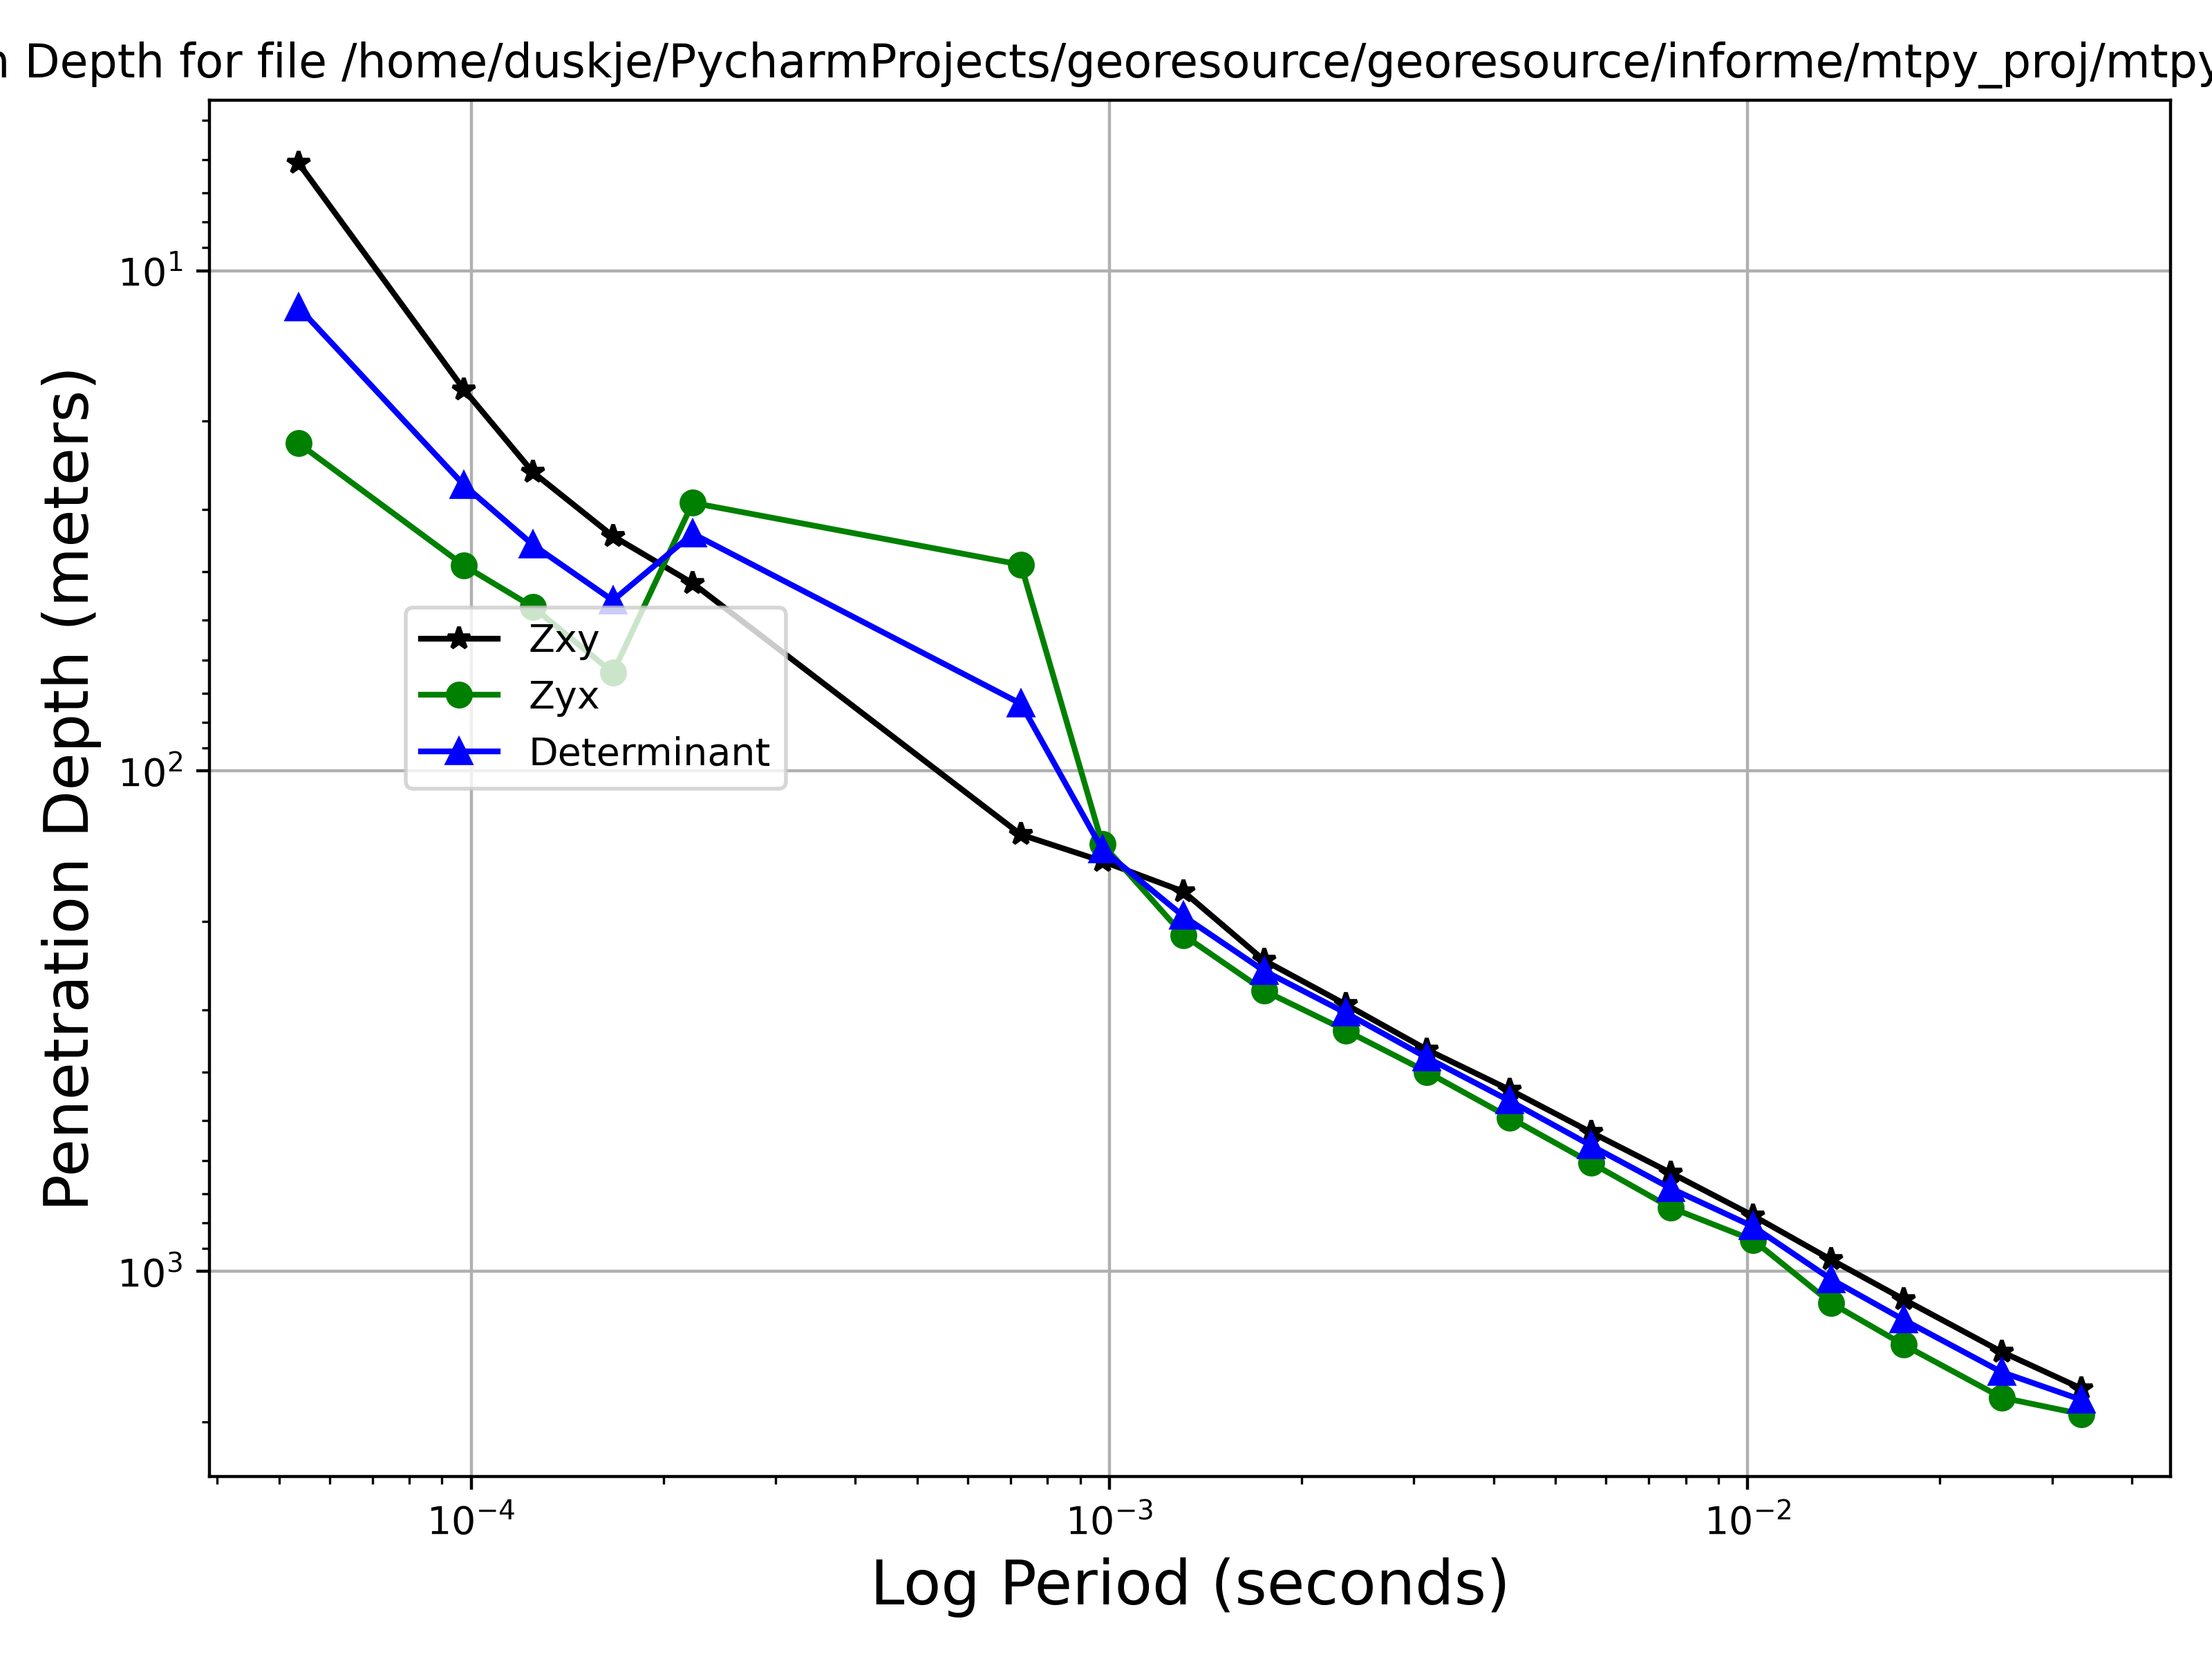 Depth for file /home/duskje/PycharmProjects/georesource/georesource/informe/mtpy_proj/mtpy
Penetration Depth (meters)
10¹
10²
10³
Zxy
Zyx
Determinant
10⁻⁴ 10⁻³ 10⁻²
Log Period (seconds)